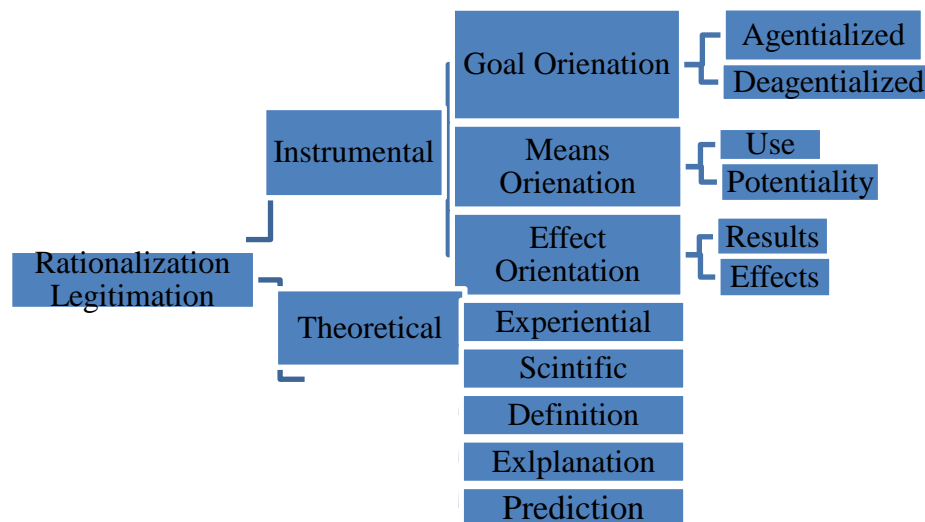 Rationalization
Legitimation
Instrumental
Goal Orienation
Agentialized
Deagentialized
Means
Orienation
Use
Potentiality
Effect
Orientation
Results
Effects
Theoretical
Experiential
Scintific
Definition
Exlplanation
Prediction